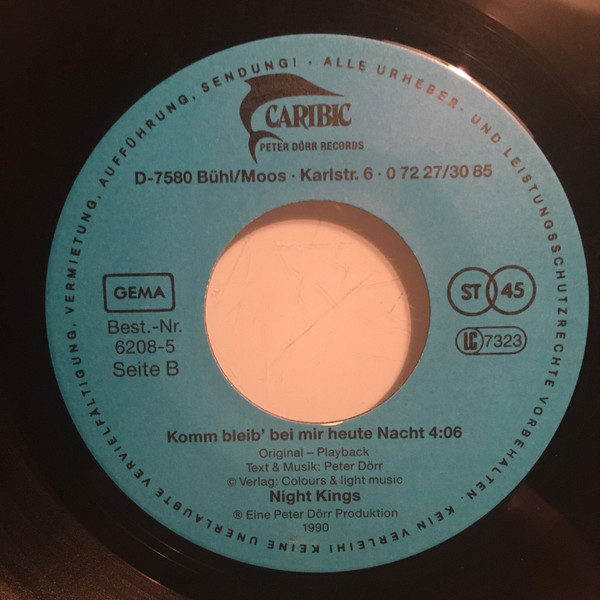 ALLE URHEBER- UND LEISTUNGSSCHUTZRECHTE VORBEHALTEN. KEIN VERLEIH! KEINE UNERLAUBTE VERVIELFÄLTIGUNG, VERMIETUNG, AUFFÜHRUNG, SENDUNG! ·
CARIBIC
PETER DÖRR RECORDS
D-7580 Bühl/Moos · Karlstr. 6 · 0 72 27/30 85
GEMA
Best.-Nr.
6208-5
Seite B
ST 45
LC 7323
Komm bleib' bei mir heute Nacht 4:06
Original – Playback
Text & Musik: Peter Dörr
© Verlag: Colours & light music
Night Kings
® Eine Peter Dörr Produktion
1990